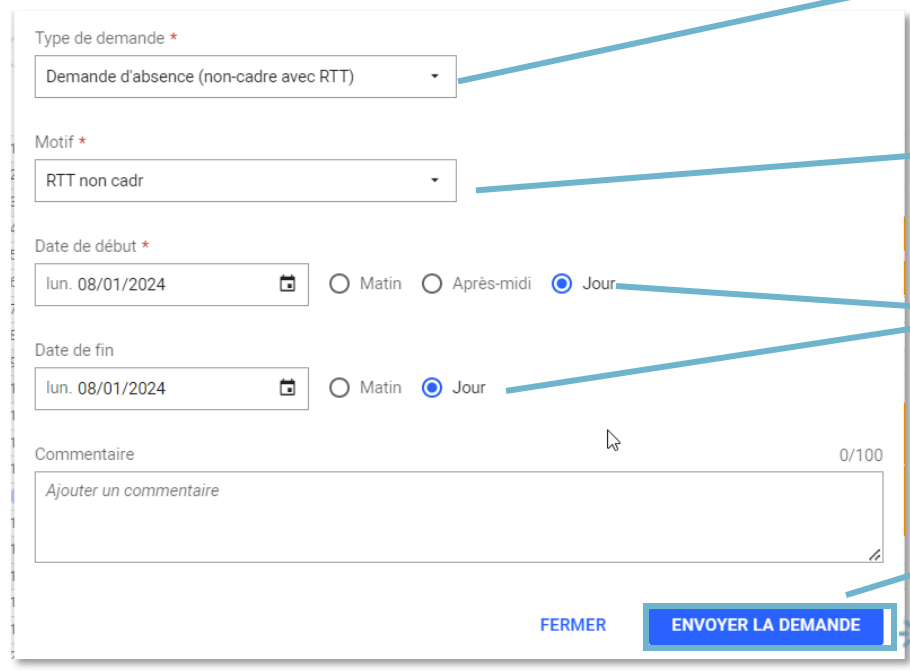 Type de demande *
Demande d'absence (non-cadre avec RTT)
Motif *
RTT non cadr
Date de début *
lun. 08/01/2024 Matin Après-midi Jour
Date de fin
lun. 08/01/2024 Matin Jour
Commentaire 0/100
Ajouter un commentaire
FERMER ENVOYER LA DEMANDE